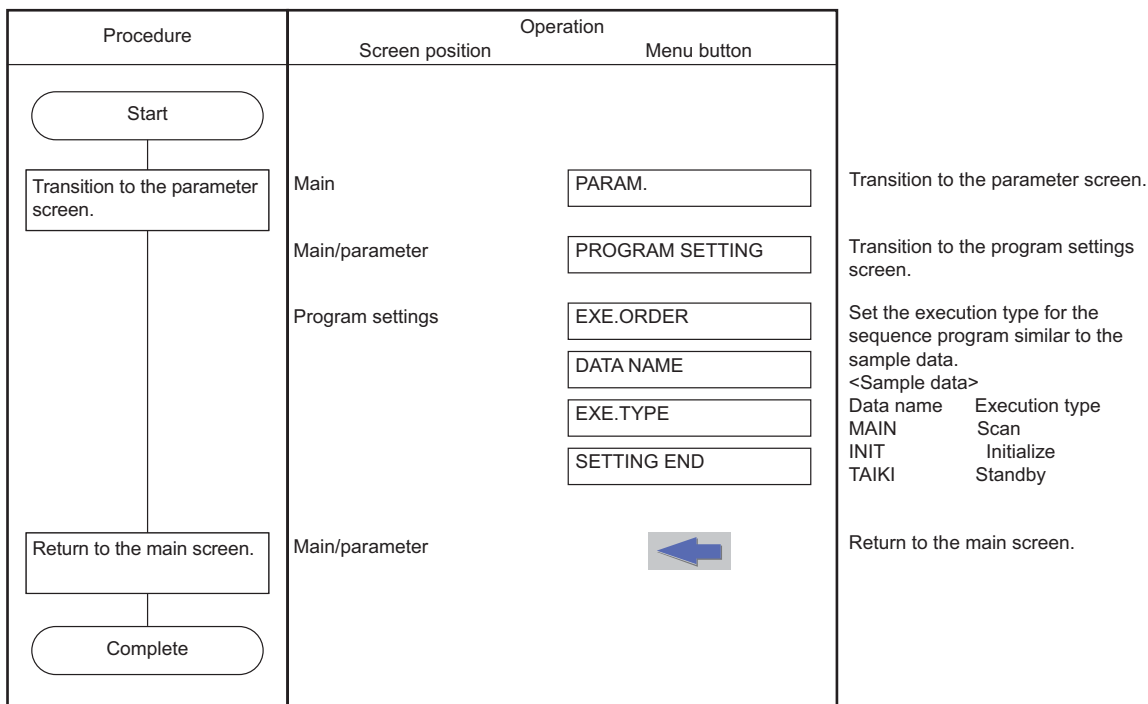 Procedure
Operation
Screen position Menu button
Start
Transition to the parameter
screen.
Main
PARAM.
Transition to the parameter screen.
Main/parameter
PROGRAM SETTING
Transition to the program settings
screen.
Program settings
EXE.ORDER
DATA NAME
EXE.TYPE
SETTING END
Set the execution type for the
sequence program similar to the
sample data.
<Sample data>
Data name Execution type
MAIN Scan
INIT Initialize
TAIKI Standby
Return to the main screen.
Main/parameter
Return to the main screen.
Complete